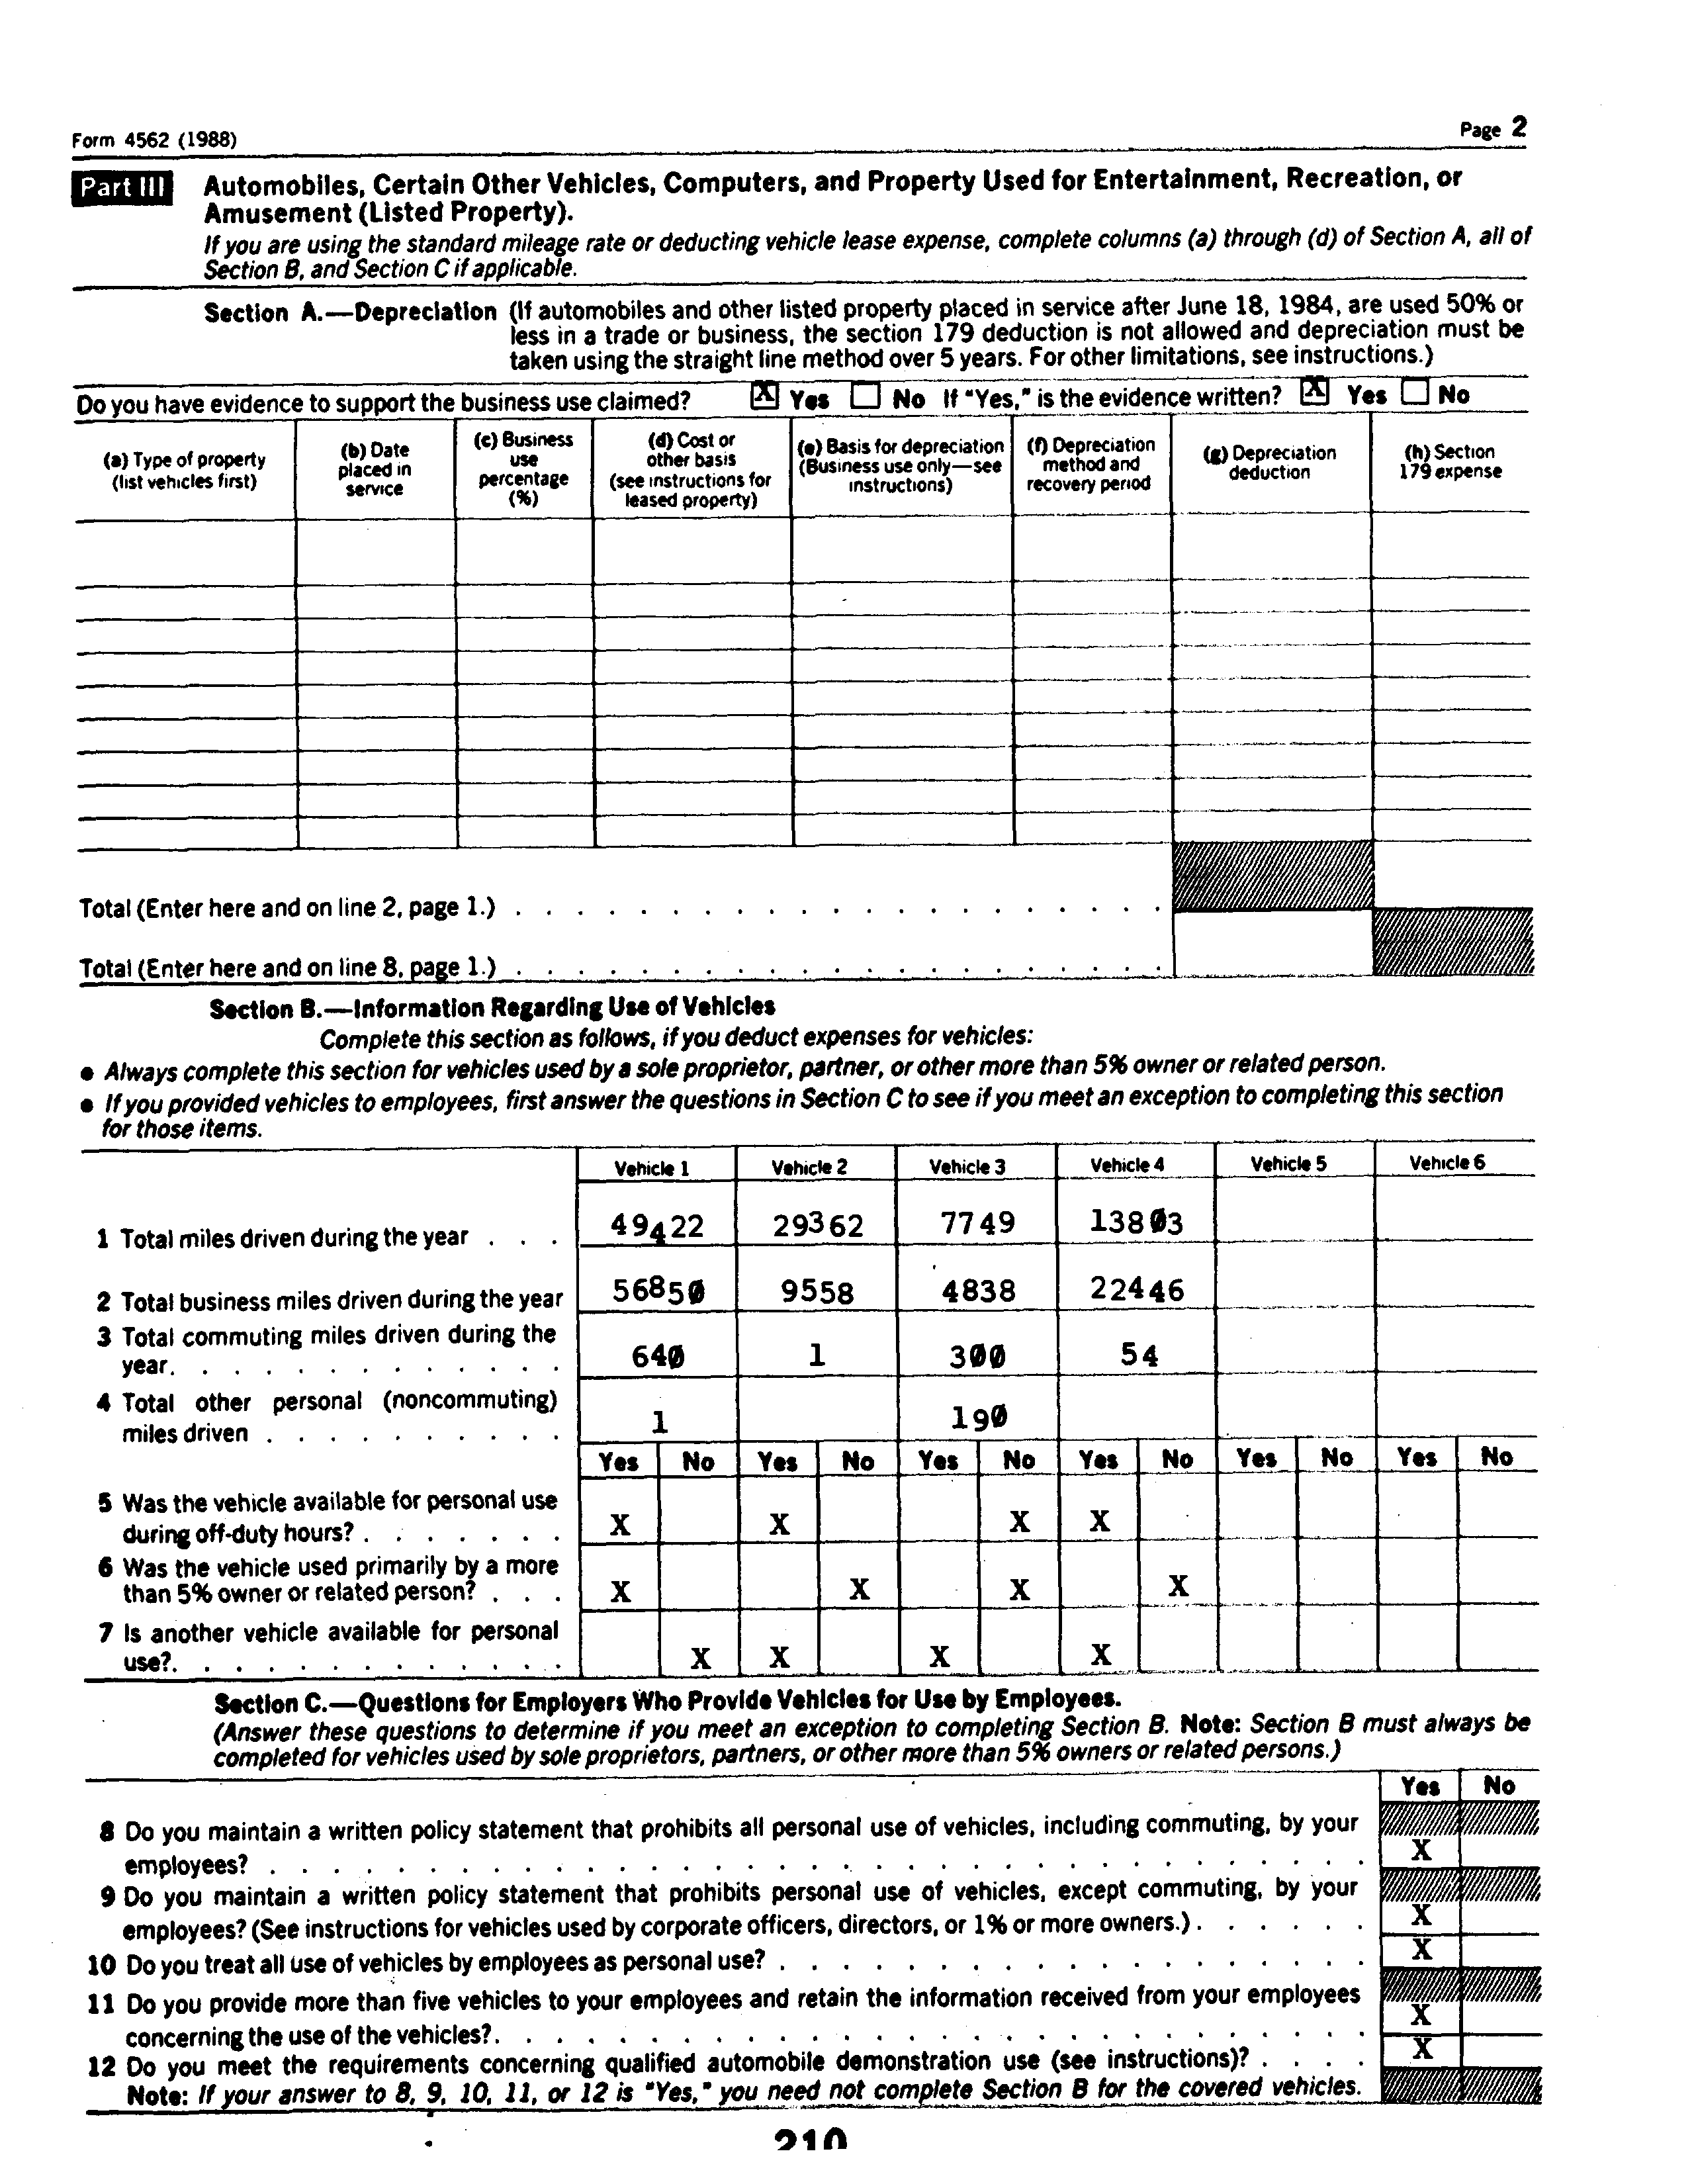 Form 4562 (1988)
Page 2
Part III
Automobiles, Certain Other Vehicles, Computers, and Property Used for Entertainment, Recreation, or
Amusement (Listed Property).
If you are using the standard mileage rate or deducting vehicle lease expense, complete columns (a) through (d) of Section A, all of
Section B, and Section C if applicable.
Section A.—Depreciation (If automobiles and other listed property placed in service after June 18, 1984, are used 50% or
less in a trade or business, the section 179 deduction is not allowed and depreciation must be
taken using the straight line method over 5 years. For other limitations, see instructions.)
Do you have evidence to support the business use claimed? X Yes No If "Yes," is the evidence written? X Yes No
(a) Type of property
(list vehicles first)
(b) Date
placed in
service
(c) Business
use
percentage
(%)
(d) Cost or
other basis
(see instructions for
leased property)
(e) Basis for depreciation
(Business use only—see
instructions)
(f) Depreciation
method and
recovery period
(g) Depreciation
deduction
(h) Section
179 expense
Total (Enter here and on line 2, page 1.)
Total (Enter here and on line 8, page 1.)
Section B.—Information Regarding Use of Vehicles
Complete this section as follows, if you deduct expenses for vehicles:
● Always complete this section for vehicles used by a sole proprietor, partner, or other more than 5% owner or related person.
● If you provided vehicles to employees, first answer the questions in Section C to see if you meet an exception to completing this section
for those items.
Vehicle 1 Vehicle 2 Vehicle 3 Vehicle 4 Vehicle 5 Vehicle 6
1 Total miles driven during the year . . . 49422 29362 7749 13803
2 Total business miles driven during the year 56850 9558 4838 22446
3 Total commuting miles driven during the
year. . . . . . . . . . . . . 640 1 300 54
4 Total other personal (noncommuting)
miles driven . . . . . . . . . . 1 190
Yes No Yes No Yes No Yes No Yes No Yes No
5 Was the vehicle available for personal use
during off-duty hours? . . . . . . . X X X X
6 Was the vehicle used primarily by a more
than 5% owner or related person? . . . X X X X
7 Is another vehicle available for personal
use?. . . . . . . . . . . . . X X X X
Section C.—Questions for Employers Who Provide Vehicles for Use by Employees.
(Answer these questions to determine if you meet an exception to completing Section B. Note: Section B must always be
completed for vehicles used by sole proprietors, partners, or other more than 5% owners or related persons.)
Yes No
8 Do you maintain a written policy statement that prohibits all personal use of vehicles, including commuting, by your
employees? X
9 Do you maintain a written policy statement that prohibits personal use of vehicles, except commuting, by your
employees? (See instructions for vehicles used by corporate officers, directors, or 1% or more owners.) . . . . . . X
10 Do you treat all use of vehicles by employees as personal use? X
11 Do you provide more than five vehicles to your employees and retain the information received from your employees
concerning the use of the vehicles?. X
12 Do you meet the requirements concerning qualified automobile demonstration use (see instructions)? . . . . X
Note: If your answer to 8, 9, 10, 11, or 12 is "Yes," you need not complete Section B for the covered vehicles.
210